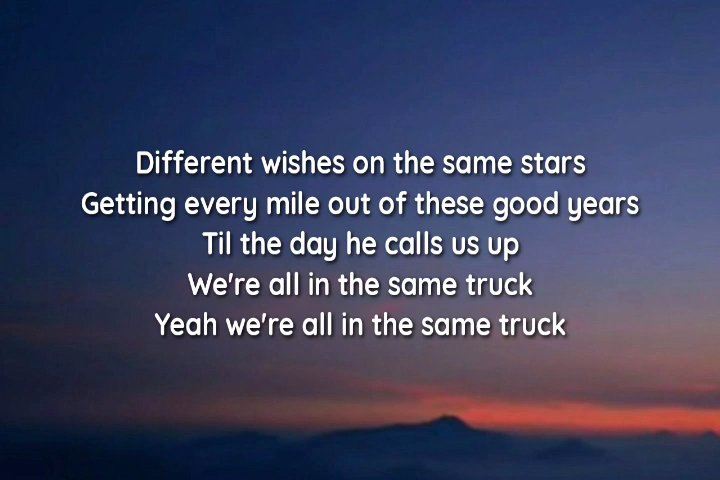 Different wishes on the same stars
Getting every mile out of these good years
Til the day he calls us up
We're all in the same truck
Yeah we're all in the same truck